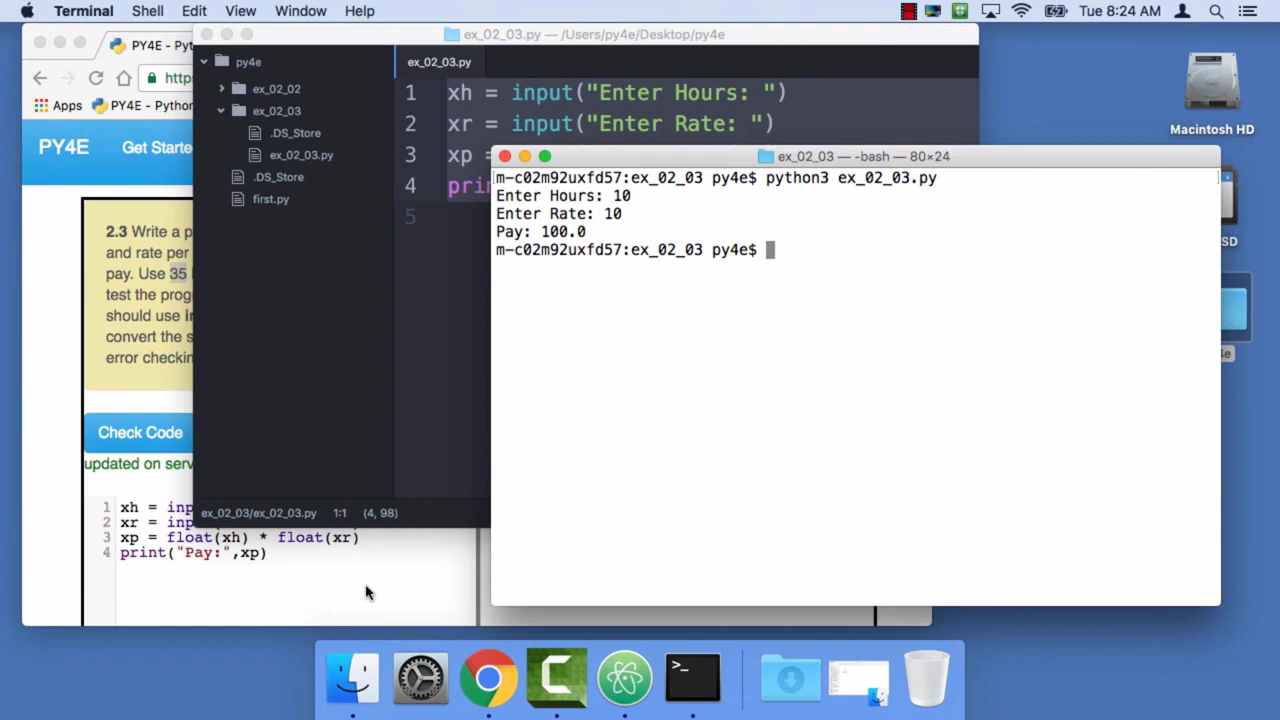 Terminal Shell Edit View Window Help
Tue 8:24 AM
ex_02_03.py — /Users/py4e/Desktop/py4e
PY4E - Pyt
https
Apps PY4E - Python
PY4E Get Starte
2.3 Write a p
and rate per
pay. Use 35
test the prog
should use in
convert the s
error checkin
Check Code
updated on serv
1 xh = inp
2 xr = inp
3 xp = float(xh) * float(xr)
4 print("Pay:",xp)
py4e
ex_02_02
ex_02_03
.DS_Store
ex_02_03.py
.DS_Store
first.py
ex_02_03.py
1 xh = input("Enter Hours: ")
2 xr = input("Enter Rate: ")
3 xp =
4 prin
5
ex_02_03/ex_02_03.py 1:1 (4, 98)
ex_02_03 — -bash — 80×24
m-c02m92uxfd57:ex_02_03 py4e$ python3 ex_02_03.py
Enter Hours: 10
Enter Rate: 10
Pay: 100.0
m-c02m92uxfd57:ex_02_03 py4e$
Macintosh HD
SD
4e